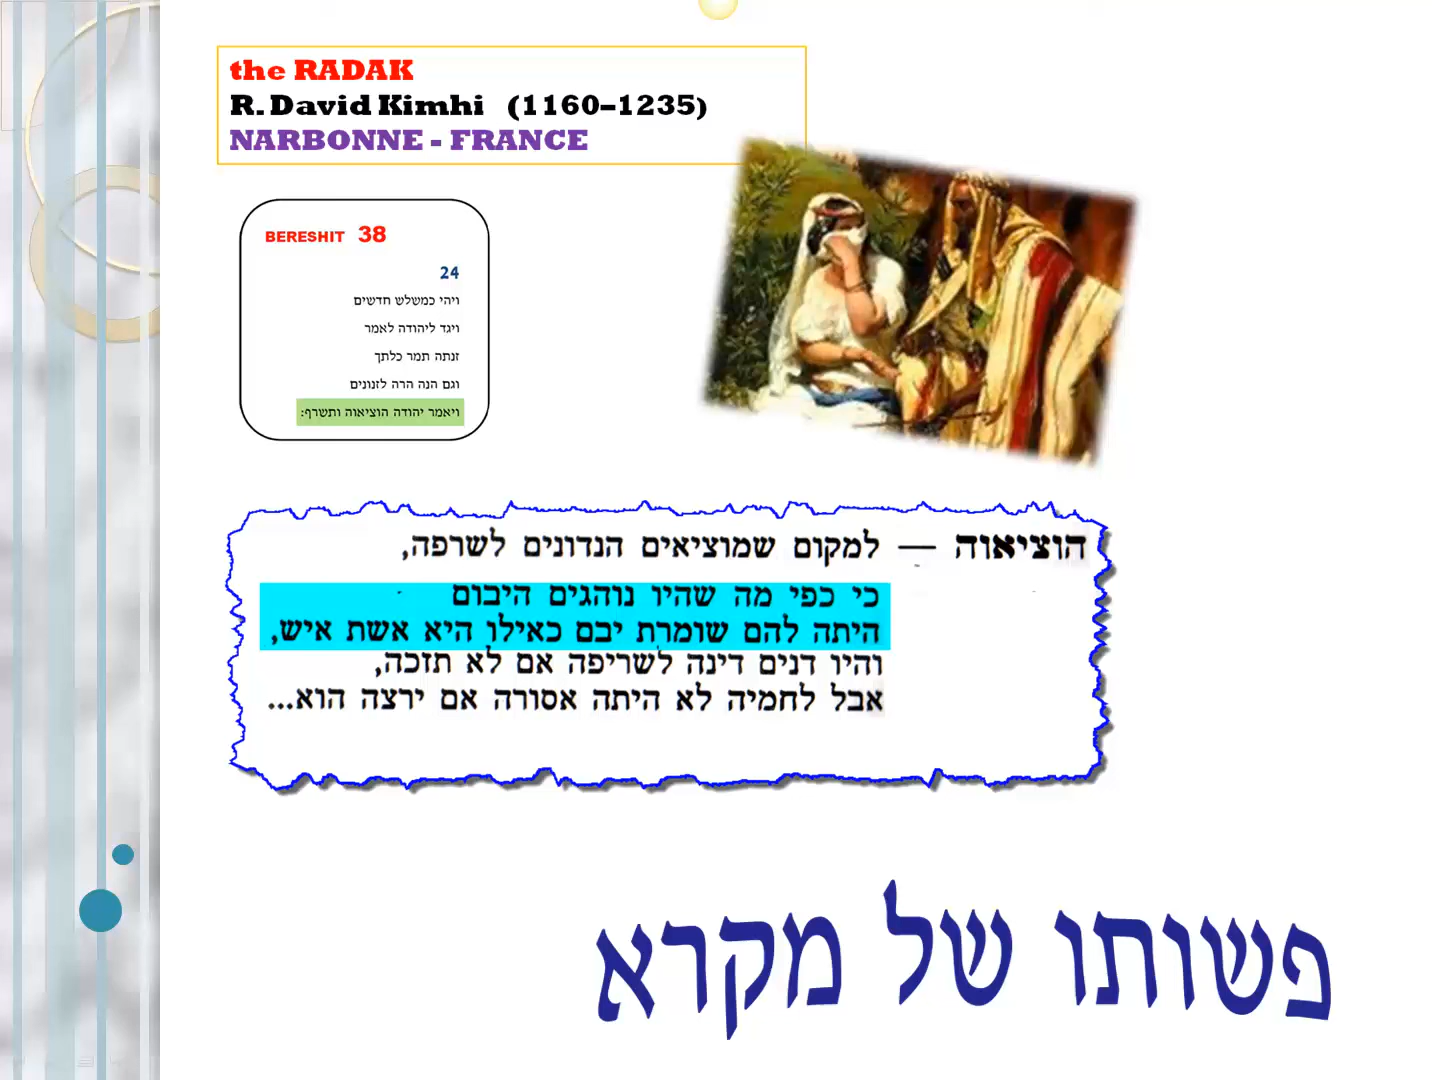 the RADAK
R. David Kimhi (1160–1235)
NARBONNE - FRANCE
BERESHIT 38
24
ויהי כמשלש חדשים
ויגד ליהודה לאמר
זנתה תמר כלתך
וגם הנה הרה לזנונים
ויאמר יהודה הוציאוה ותשרף:
הוציאוה — למקום שמוציאים הנדונים לשרפה,
כי כפי מה שהיו נוהגים היבום
היתה להם שומרת יבם כאילו היא אשת איש,
והיו דנים דינה לשריפה אם לא תזכה,
אבל לחמיה לא היתה אסורה אם ירצה הוא...
פשותו של מקרא